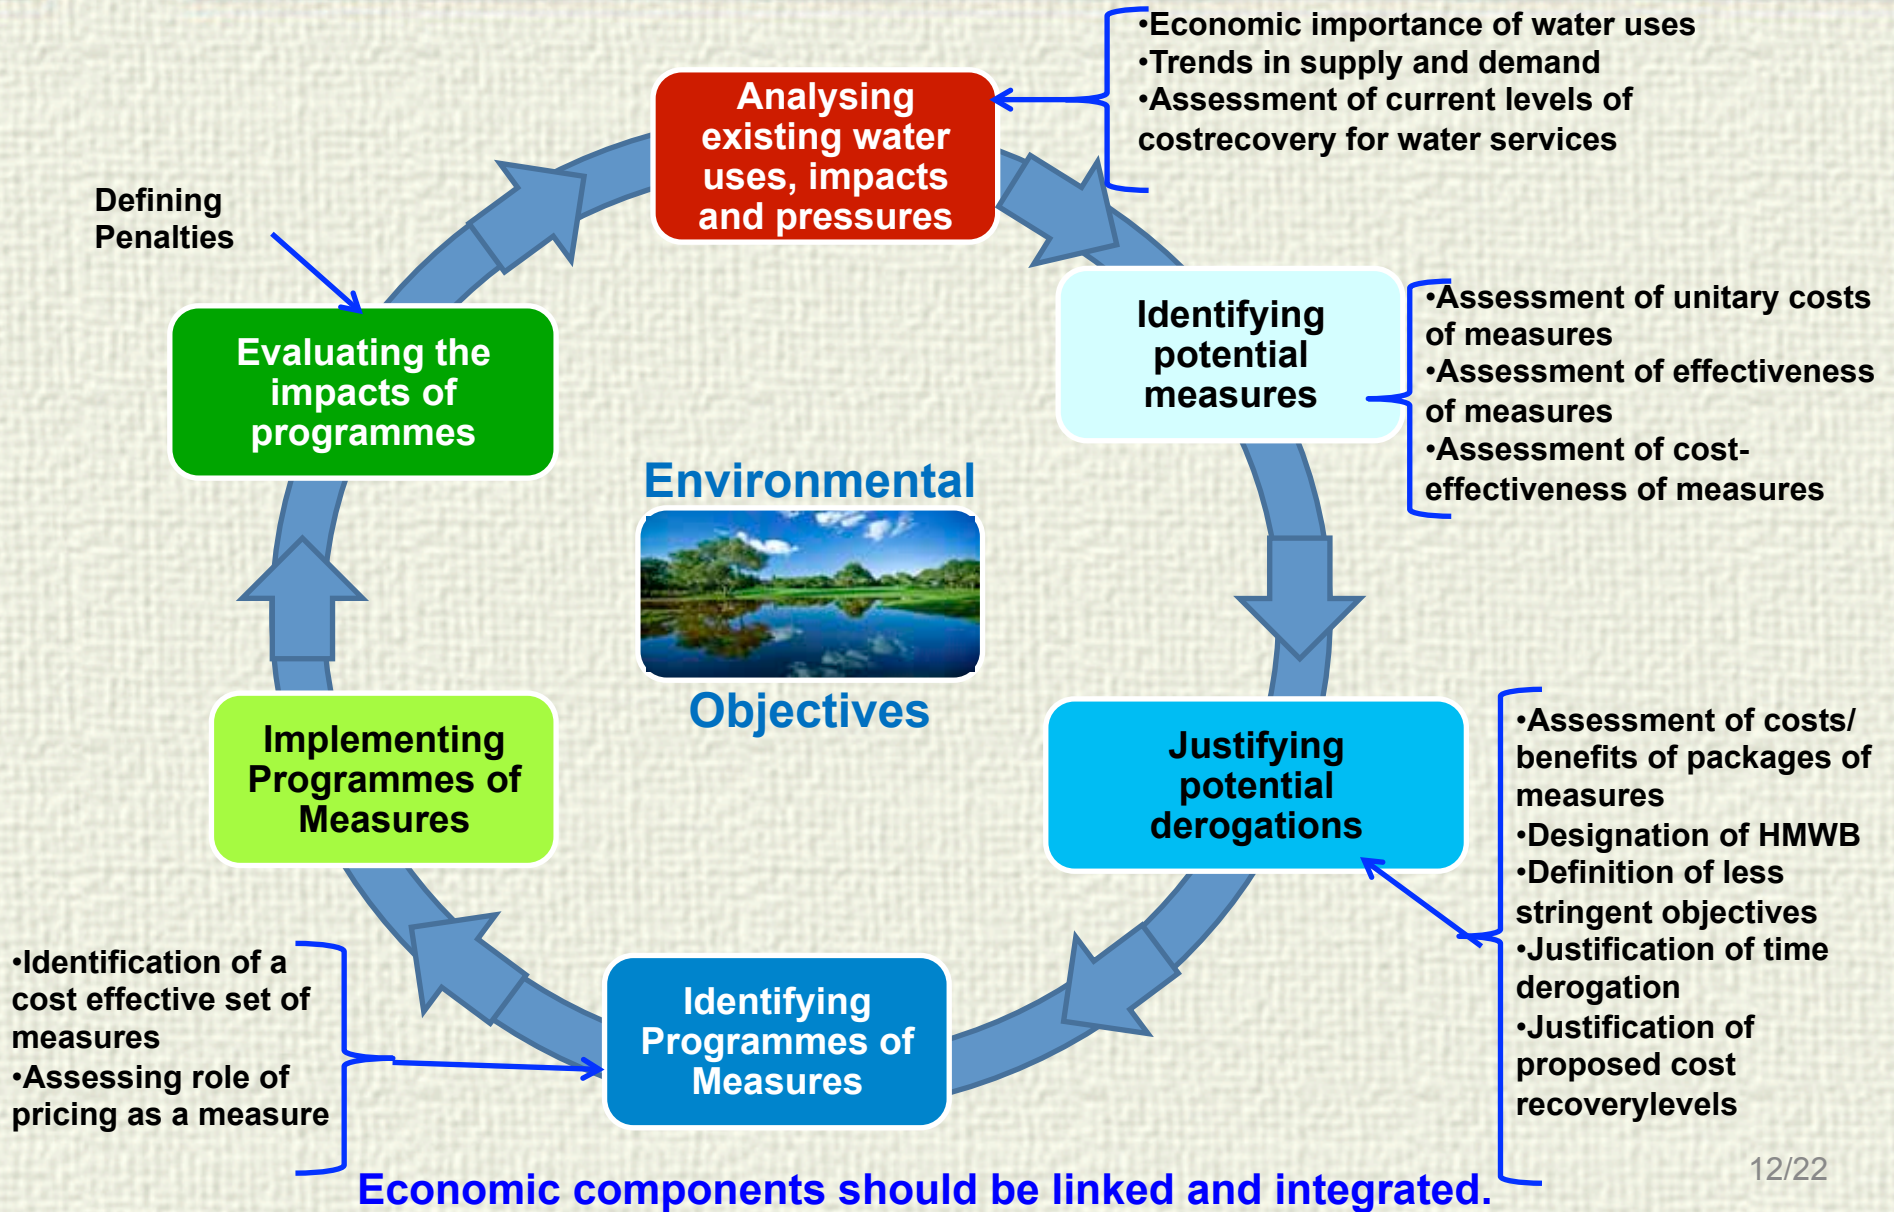 •Economic importance of water uses
•Trends in supply and demand
•Assessment of current levels of
costrecovery for water services
Analysing
existing water
uses, impacts
and pressures
Defining
Penalties
Identifying
potential
measures
•Assessment of unitary costs
of measures
•Assessment of effectiveness
of measures
•Assessment of cost-
effectiveness of measures
Evaluating the
impacts of
programmes
Environmental
Objectives
Justifying
potential
derogations
•Assessment of costs/
benefits of packages of
measures
•Designation of HMWB
•Definition of less
stringent objectives
•Justification of time
derogation
•Justification of
proposed cost
recoverylevels
Implementing
Programmes of
Measures
Identifying
Programmes of
Measures
•Identification of a
cost effective set of
measures
•Assessing role of
pricing as a measure
Economic components should be linked and integrated.
12/22